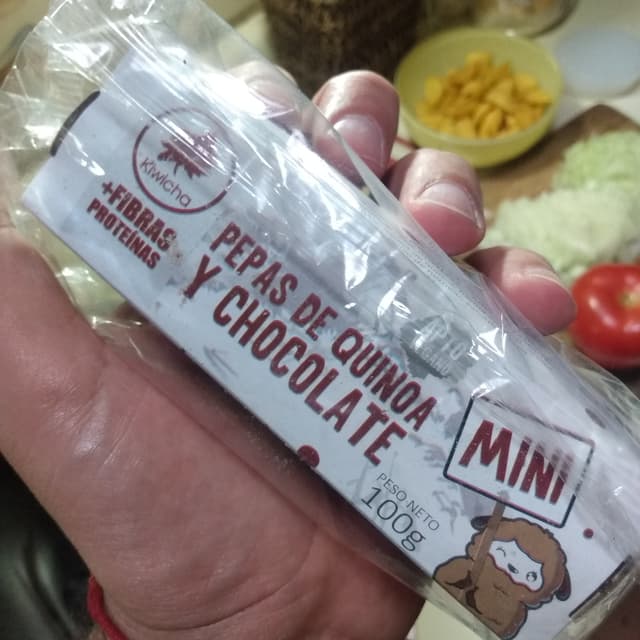 Kiwicha
+FIBRAS
PROTEÍNAS
PEPAS DE QUINOA
Y CHOCOLATE
MINI
PESO NETO
100g